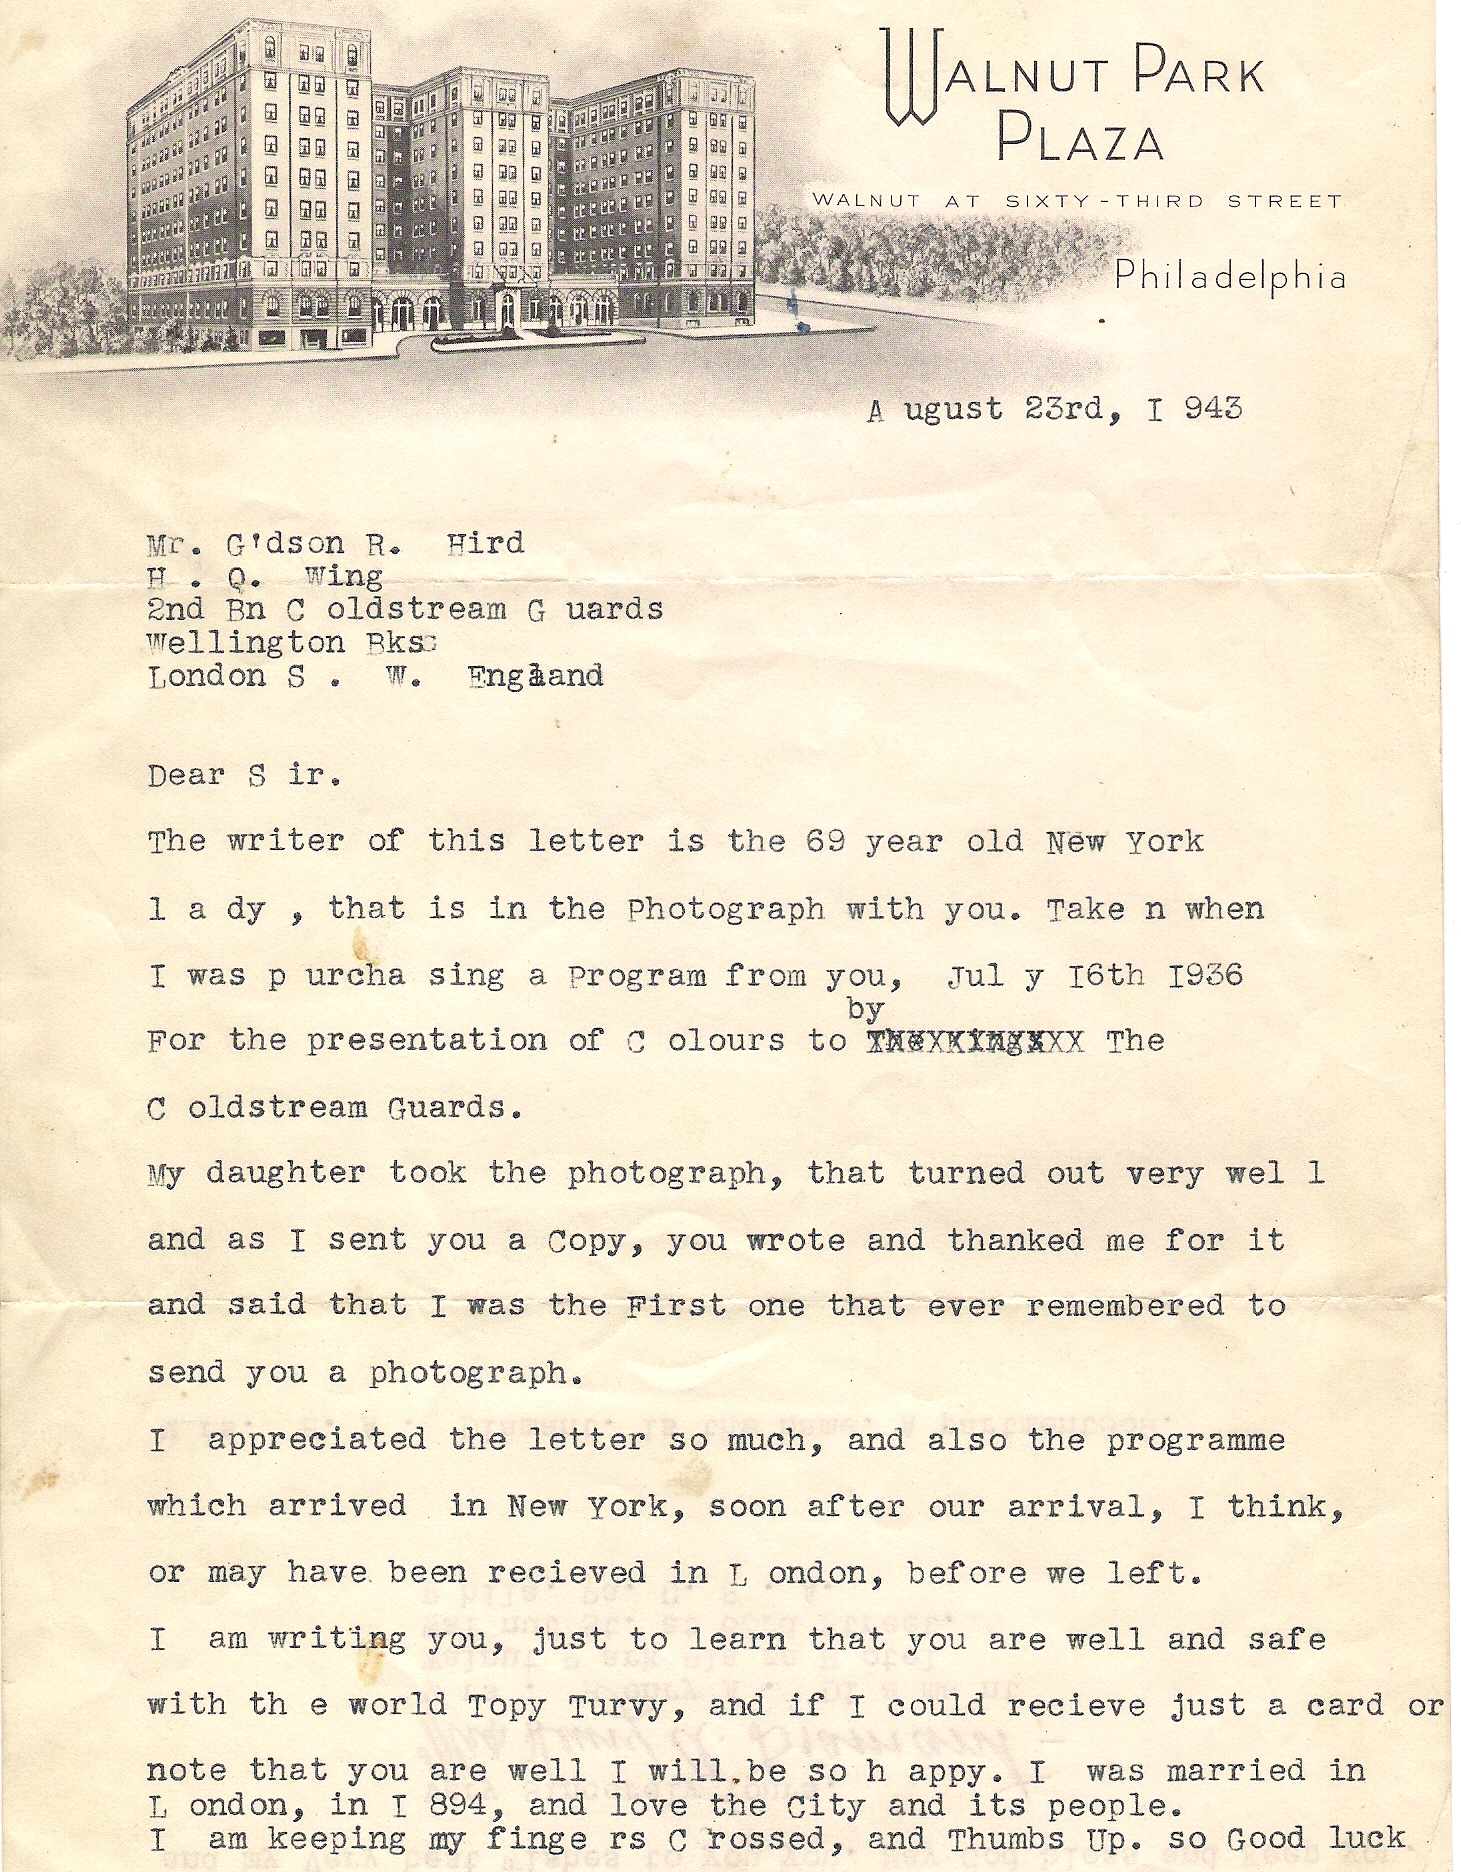 WALNUT PARK
PLAZA
WALNUT AT SIXTY-THIRD STREET
Philadelphia
A ugust 23rd, I 943
Mr. G'dson R. Hird
H . Q. Wing
2nd Bn C oldstream G uards
Wellington Bks
London S . W. England
Dear S ir.
The writer of this letter is the 69 year old New York
l a dy , that is in the Photograph with you. Take n when
I was p urcha sing a Program from you, Jul y I6th I936
by
For the presentation of C olours to The King The
C oldstream Guards.
My daughter took the photograph, that turned out very wel l
and as I sent you a Copy, you wrote and thanked me for it
and said that I was the First one that ever remembered to
send you a photograph.
I appreciated the letter so much, and also the programme
which arrived in New York, soon after our arrival, I think,
or may have been recieved in L ondon, before we left.
I am writing you, just to learn that you are well and safe
with th e world Topy Turvy, and if I could recieve just a card or
note that you are well I will be so h appy. I was married in
L ondon, in I 894, and love the City and its people.
I am keeping my finge rs C rossed, and Thumbs Up. so Good luck